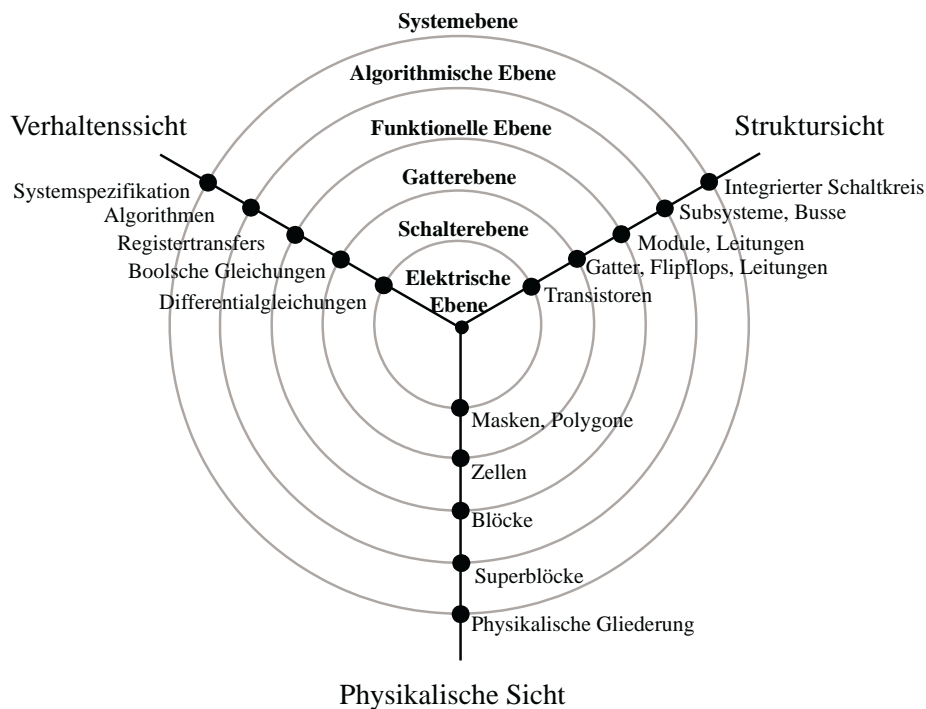 Systemebene
Algorithmische Ebene
Verhaltenssicht
Funktionelle Ebene
Struktursicht
Gatterebene
Systemspezifikation
Integrierter Schaltkreis
Algorithmen
Subsysteme, Busse
Schalterebene
Registertransfers
Module, Leitungen
Boolsche Gleichungen
Gatter, Flipflops, Leitungen
Elektrische
Ebene
Differentialgleichungen
Transistoren
Masken, Polygone
Zellen
Blöcke
Superblöcke
Physikalische Gliederung
Physikalische Sicht